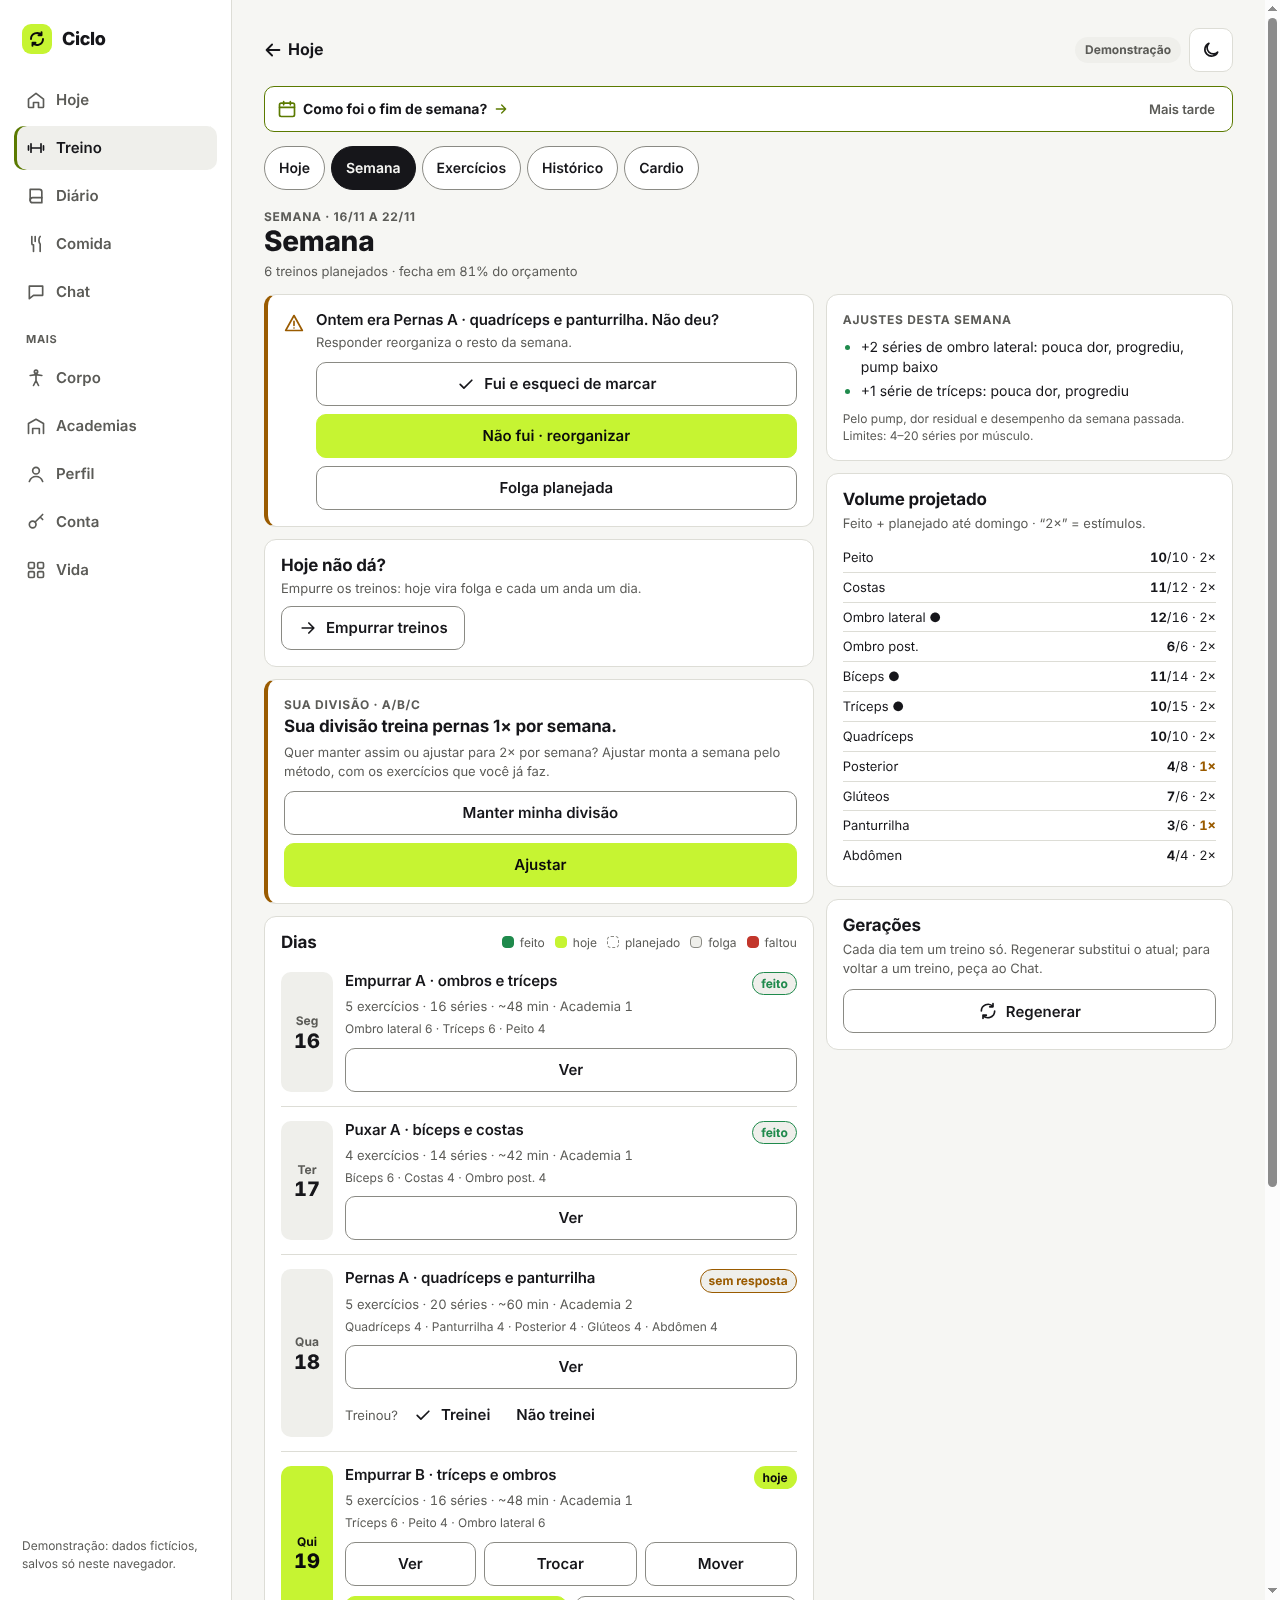 Ciclo
Hoje
Treino
Diário
Comida
Chat
MAIS
Corpo
Academias
Perfil
Conta
Vida
Demonstração: dados fictícios,
salvos só neste navegador.
← Hoje
Demonstração
Como foi o fim de semana? →
Mais tarde
Hoje
Semana
Exercícios
Histórico
Cardio
SEMANA · 16/11 A 22/11
Semana
6 treinos planejados · fecha em 81% do orçamento
Ontem era Pernas A · quadríceps e panturrilha. Não deu?
Responder reorganiza o resto da semana.
Fui e esqueci de marcar
Não fui · reorganizar
Folga planejada
Hoje não dá?
Empurre os treinos: hoje vira folga e cada um anda um dia.
→ Empurrar treinos
SUA DIVISÃO · A/B/C
Sua divisão treina pernas 1× por semana.
Quer manter assim ou ajustar para 2× por semana? Ajustar monta a semana pelo
método, com os exercícios que você já faz.
Manter minha divisão
Ajustar
Dias
feito hoje planejado folga faltou
Seg
16
Empurrar A · ombros e tríceps
feito
5 exercícios · 16 séries · ~48 min · Academia 1
Ombro lateral 6 · Tríceps 6 · Peito 4
Ver
Ter
17
Puxar A · bíceps e costas
feito
4 exercícios · 14 séries · ~42 min · Academia 1
Bíceps 6 · Costas 4 · Ombro post. 4
Ver
Qua
18
Pernas A · quadríceps e panturrilha
sem resposta
5 exercícios · 20 séries · ~60 min · Academia 2
Quadríceps 4 · Panturrilha 4 · Posterior 4 · Glúteos 4 · Abdômen 4
Ver
Treinou?
Treinei
Não treinei
Qui
19
Empurrar B · tríceps e ombros
hoje
5 exercícios · 16 séries · ~48 min · Academia 1
Tríceps 6 · Peito 4 · Ombro lateral 6
Ver
Trocar
Mover
AJUSTES DESTA SEMANA
• +2 séries de ombro lateral: pouca dor, progrediu,
pump baixo
• +1 série de tríceps: pouca dor, progrediu
Pelo pump, dor residual e desempenho da semana passada.
Limites: 4–20 séries por músculo.
Volume projetado
Feito + planejado até domingo · “2×” = estímulos.
Peito 10/10 · 2×
Costas 11/12 · 2×
Ombro lateral ● 12/16 · 2×
Ombro post. 6/6 · 2×
Bíceps ● 11/14 · 2×
Tríceps ● 10/15 · 2×
Quadríceps 10/10 · 2×
Posterior 4/8 · 1×
Glúteos 7/6 · 2×
Panturrilha 3/6 · 1×
Abdômen 4/4 · 2×
Gerações
Cada dia tem um treino só. Regenerar substitui o atual; para
voltar a um treino, peça ao Chat.
Regenerar